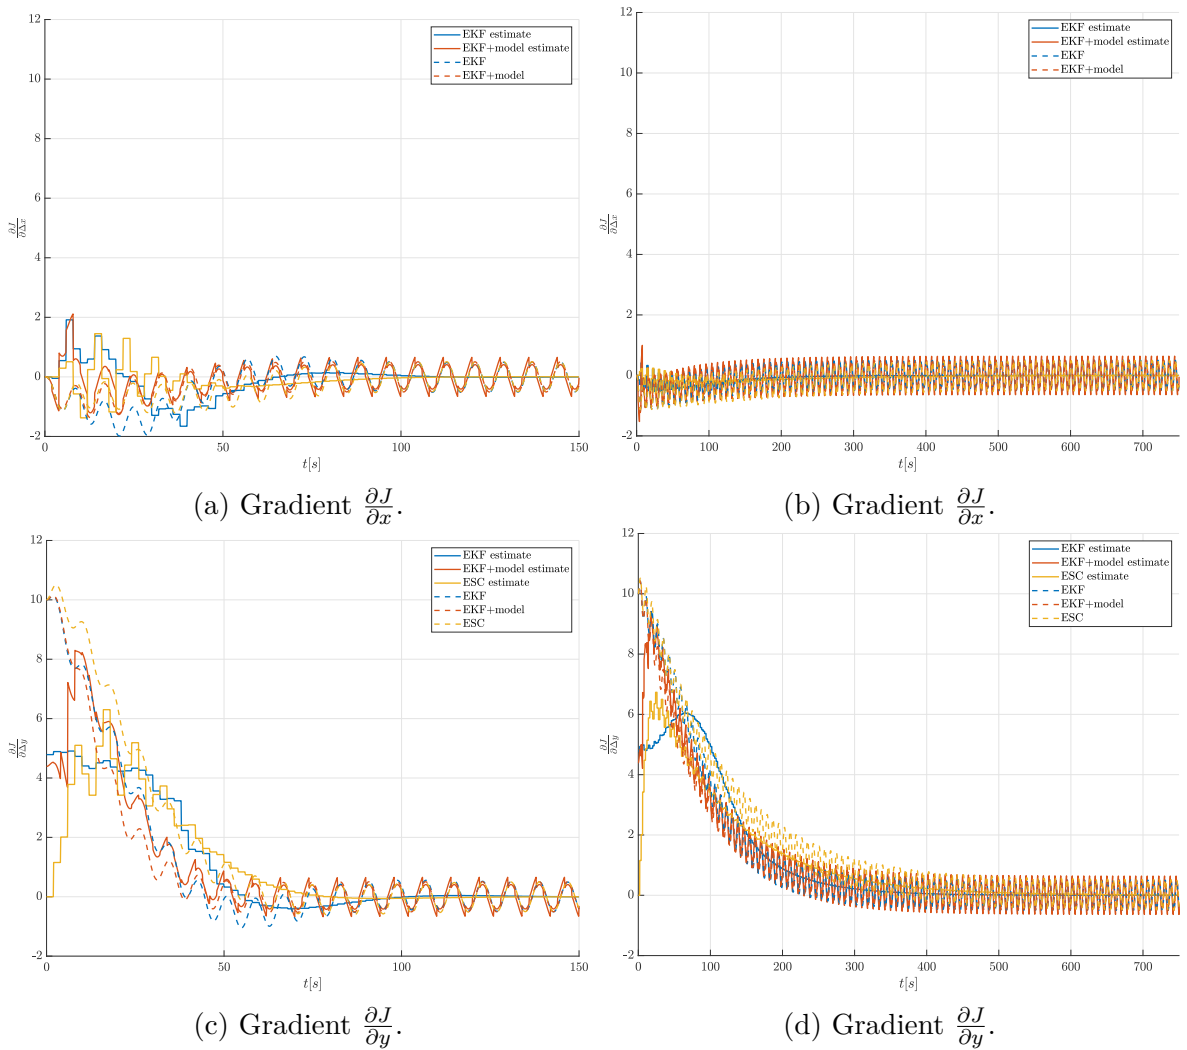 EKF estimate
EKF+model estimate
EKF
EKF+model
12
10
8
6
4
2
0
-2
∂J/∂Δx
0 50 100 150
t[s]
(a) Gradient ∂J/∂x.
EKF estimate
EKF+model estimate
EKF
EKF+model
12
10
8
6
4
2
0
-2
∂J/∂Δx
0 100 200 300 400 500 600 700
t[s]
(b) Gradient ∂J/∂x.
EKF estimate
EKF+model estimate
ESC estimate
EKF
EKF+model
ESC
12
10
8
6
4
2
0
-2
∂J/∂Δy
0 50 100 150
t[s]
(c) Gradient ∂J/∂y.
EKF estimate
EKF+model estimate
ESC estimate
EKF
EKF+model
ESC
12
10
8
6
4
2
0
-2
∂J/∂Δy
0 100 200 300 400 500 600 700
t[s]
(d) Gradient ∂J/∂y.